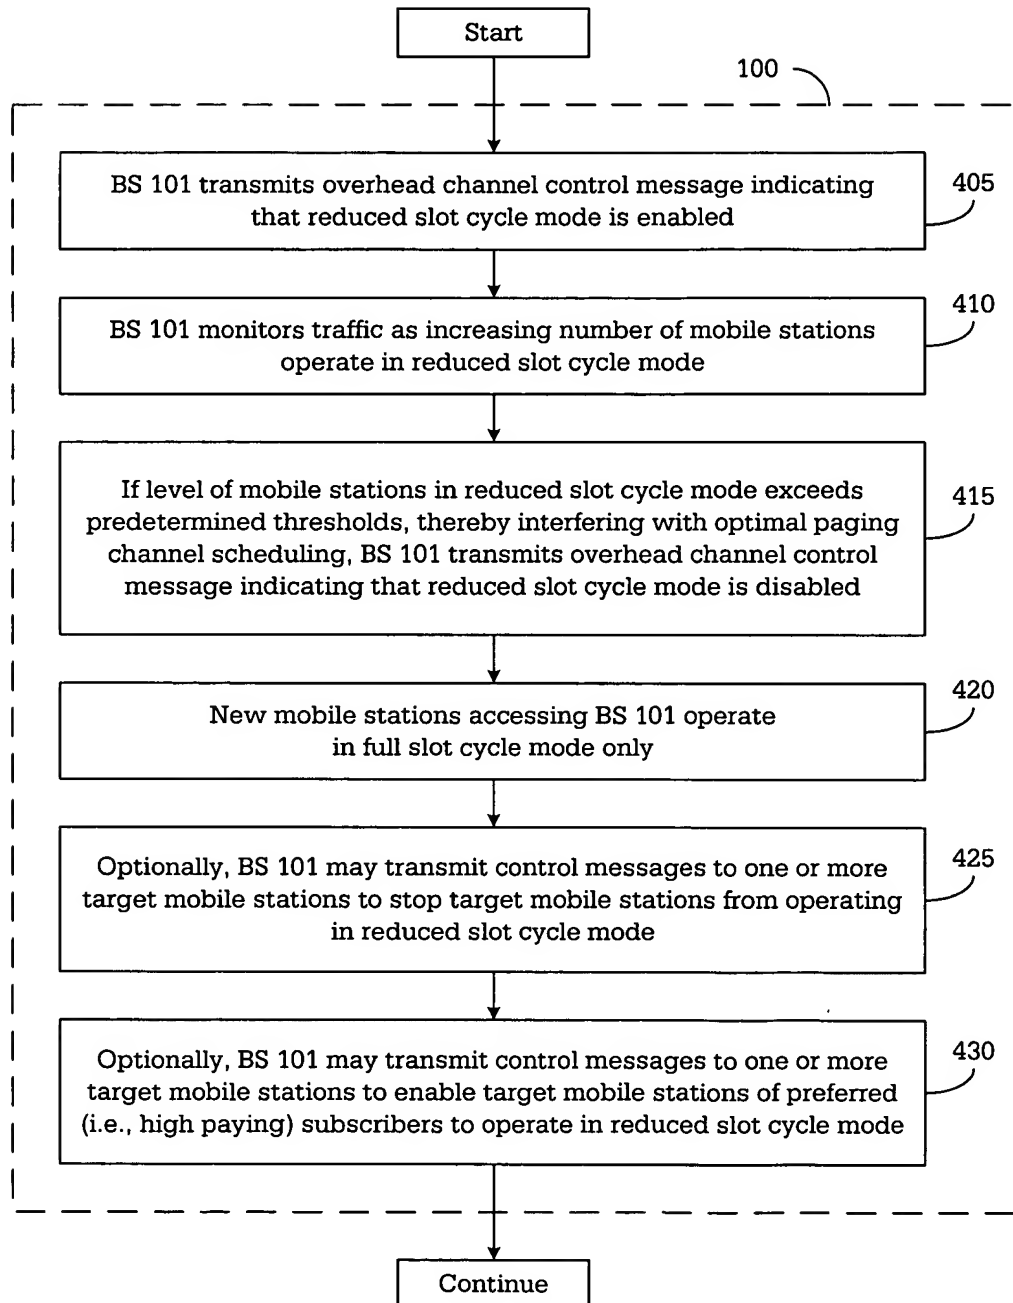 Start
100
BS 101 transmits overhead channel control message indicating
that reduced slot cycle mode is enabled
405
BS 101 monitors traffic as increasing number of mobile stations
operate in reduced slot cycle mode
410
If level of mobile stations in reduced slot cycle mode exceeds
predetermined thresholds, thereby interfering with optimal paging
channel scheduling, BS 101 transmits overhead channel control
message indicating that reduced slot cycle mode is disabled
415
New mobile stations accessing BS 101 operate
in full slot cycle mode only
420
Optionally, BS 101 may transmit control messages to one or more
target mobile stations to stop target mobile stations from operating
in reduced slot cycle mode
425
Optionally, BS 101 may transmit control messages to one or more
target mobile stations to enable target mobile stations of preferred
(i.e., high paying) subscribers to operate in reduced slot cycle mode
430
Continue